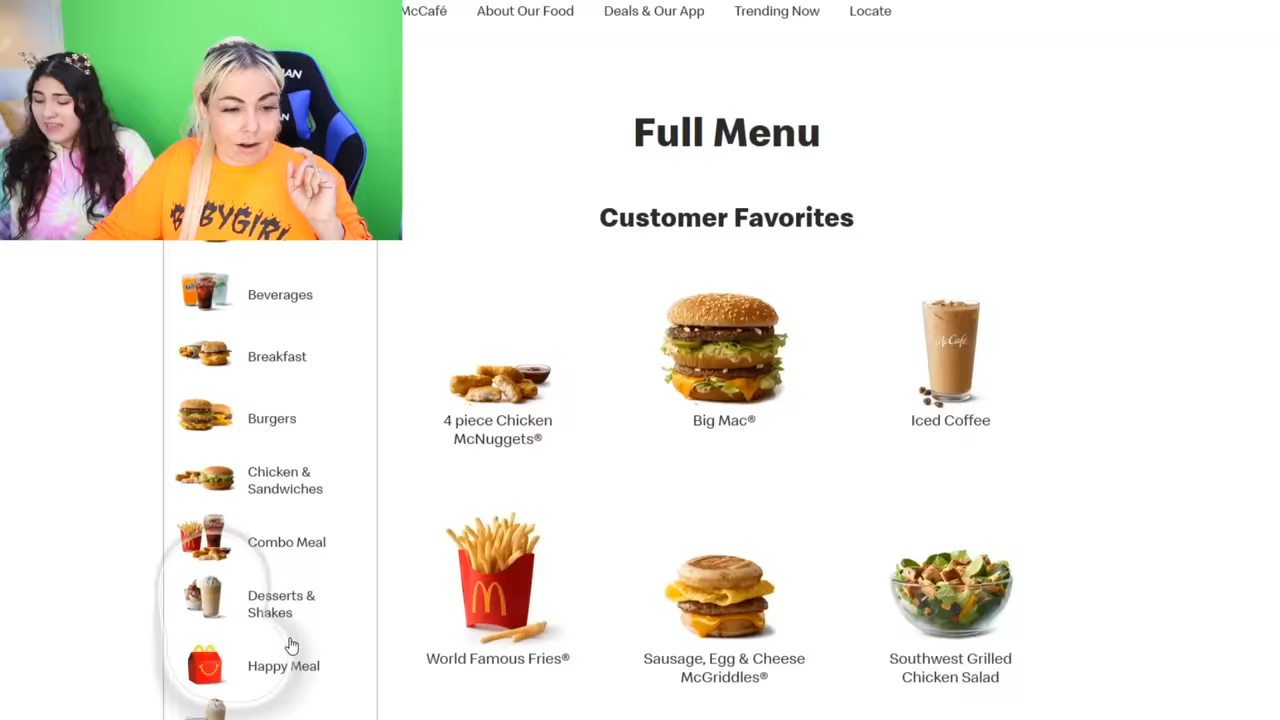 McCafé
About Our Food
Deals & Our App
Trending Now
Locate
Full Menu
Customer Favorites
Beverages
Breakfast
Burgers
Chicken &
Sandwiches
Combo Meal
Desserts &
Shakes
Happy Meal
4 piece Chicken
McNuggets®
Big Mac®
McCafé
Iced Coffee
World Famous Fries®
Sausage, Egg & Cheese
McGriddles®
Southwest Grilled
Chicken Salad
BABYGIRL